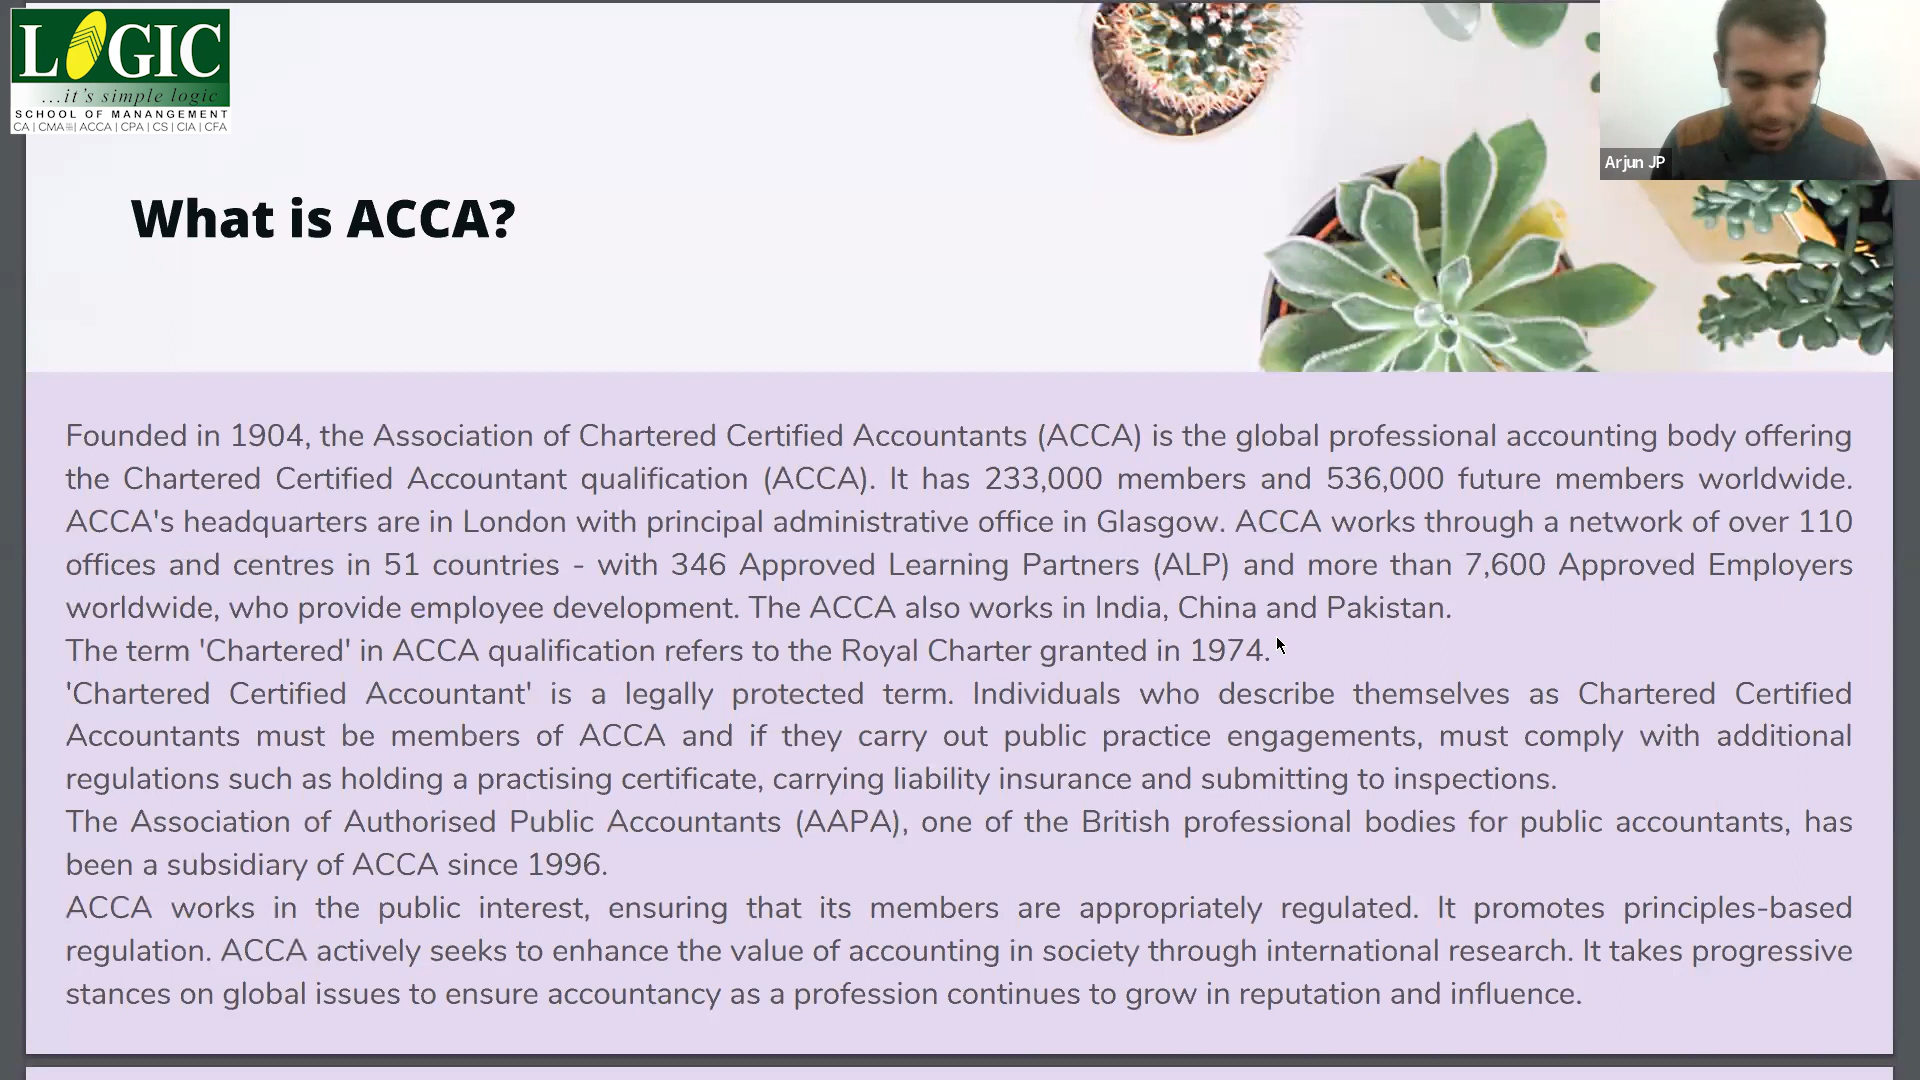 LOGIC
...it's simple logic
SCHOOL OF MANANGEMENT
CA | CMA | ACCA | CPA | CS | CIA | CFA
Arjun JP
What is ACCA?
Founded in 1904, the Association of Chartered Certified Accountants (ACCA) is the global professional accounting body offering
the Chartered Certified Accountant qualification (ACCA). It has 233,000 members and 536,000 future members worldwide.
ACCA's headquarters are in London with principal administrative office in Glasgow. ACCA works through a network of over 110
offices and centres in 51 countries - with 346 Approved Learning Partners (ALP) and more than 7,600 Approved Employers
worldwide, who provide employee development. The ACCA also works in India, China and Pakistan.
The term 'Chartered' in ACCA qualification refers to the Royal Charter granted in 1974.
'Chartered Certified Accountant' is a legally protected term. Individuals who describe themselves as Chartered Certified
Accountants must be members of ACCA and if they carry out public practice engagements, must comply with additional
regulations such as holding a practising certificate, carrying liability insurance and submitting to inspections.
The Association of Authorised Public Accountants (AAPA), one of the British professional bodies for public accountants, has
been a subsidiary of ACCA since 1996.
ACCA works in the public interest, ensuring that its members are appropriately regulated. It promotes principles-based
regulation. ACCA actively seeks to enhance the value of accounting in society through international research. It takes progressive
stances on global issues to ensure accountancy as a profession continues to grow in reputation and influence.